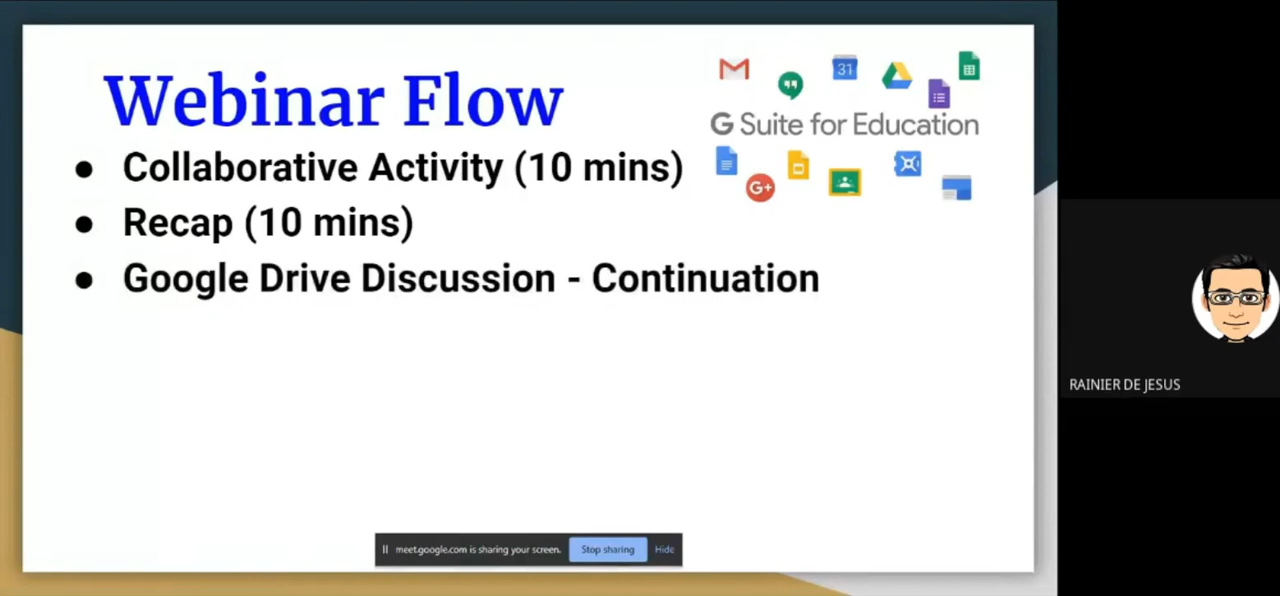 Webinar Flow
31
G Suite for Education
● Collaborative Activity (10 mins)
G+
● Recap (10 mins)
● Google Drive Discussion - Continuation
RAINIER DE JESUS
meet.google.com is sharing your screen. Stop sharing Hide